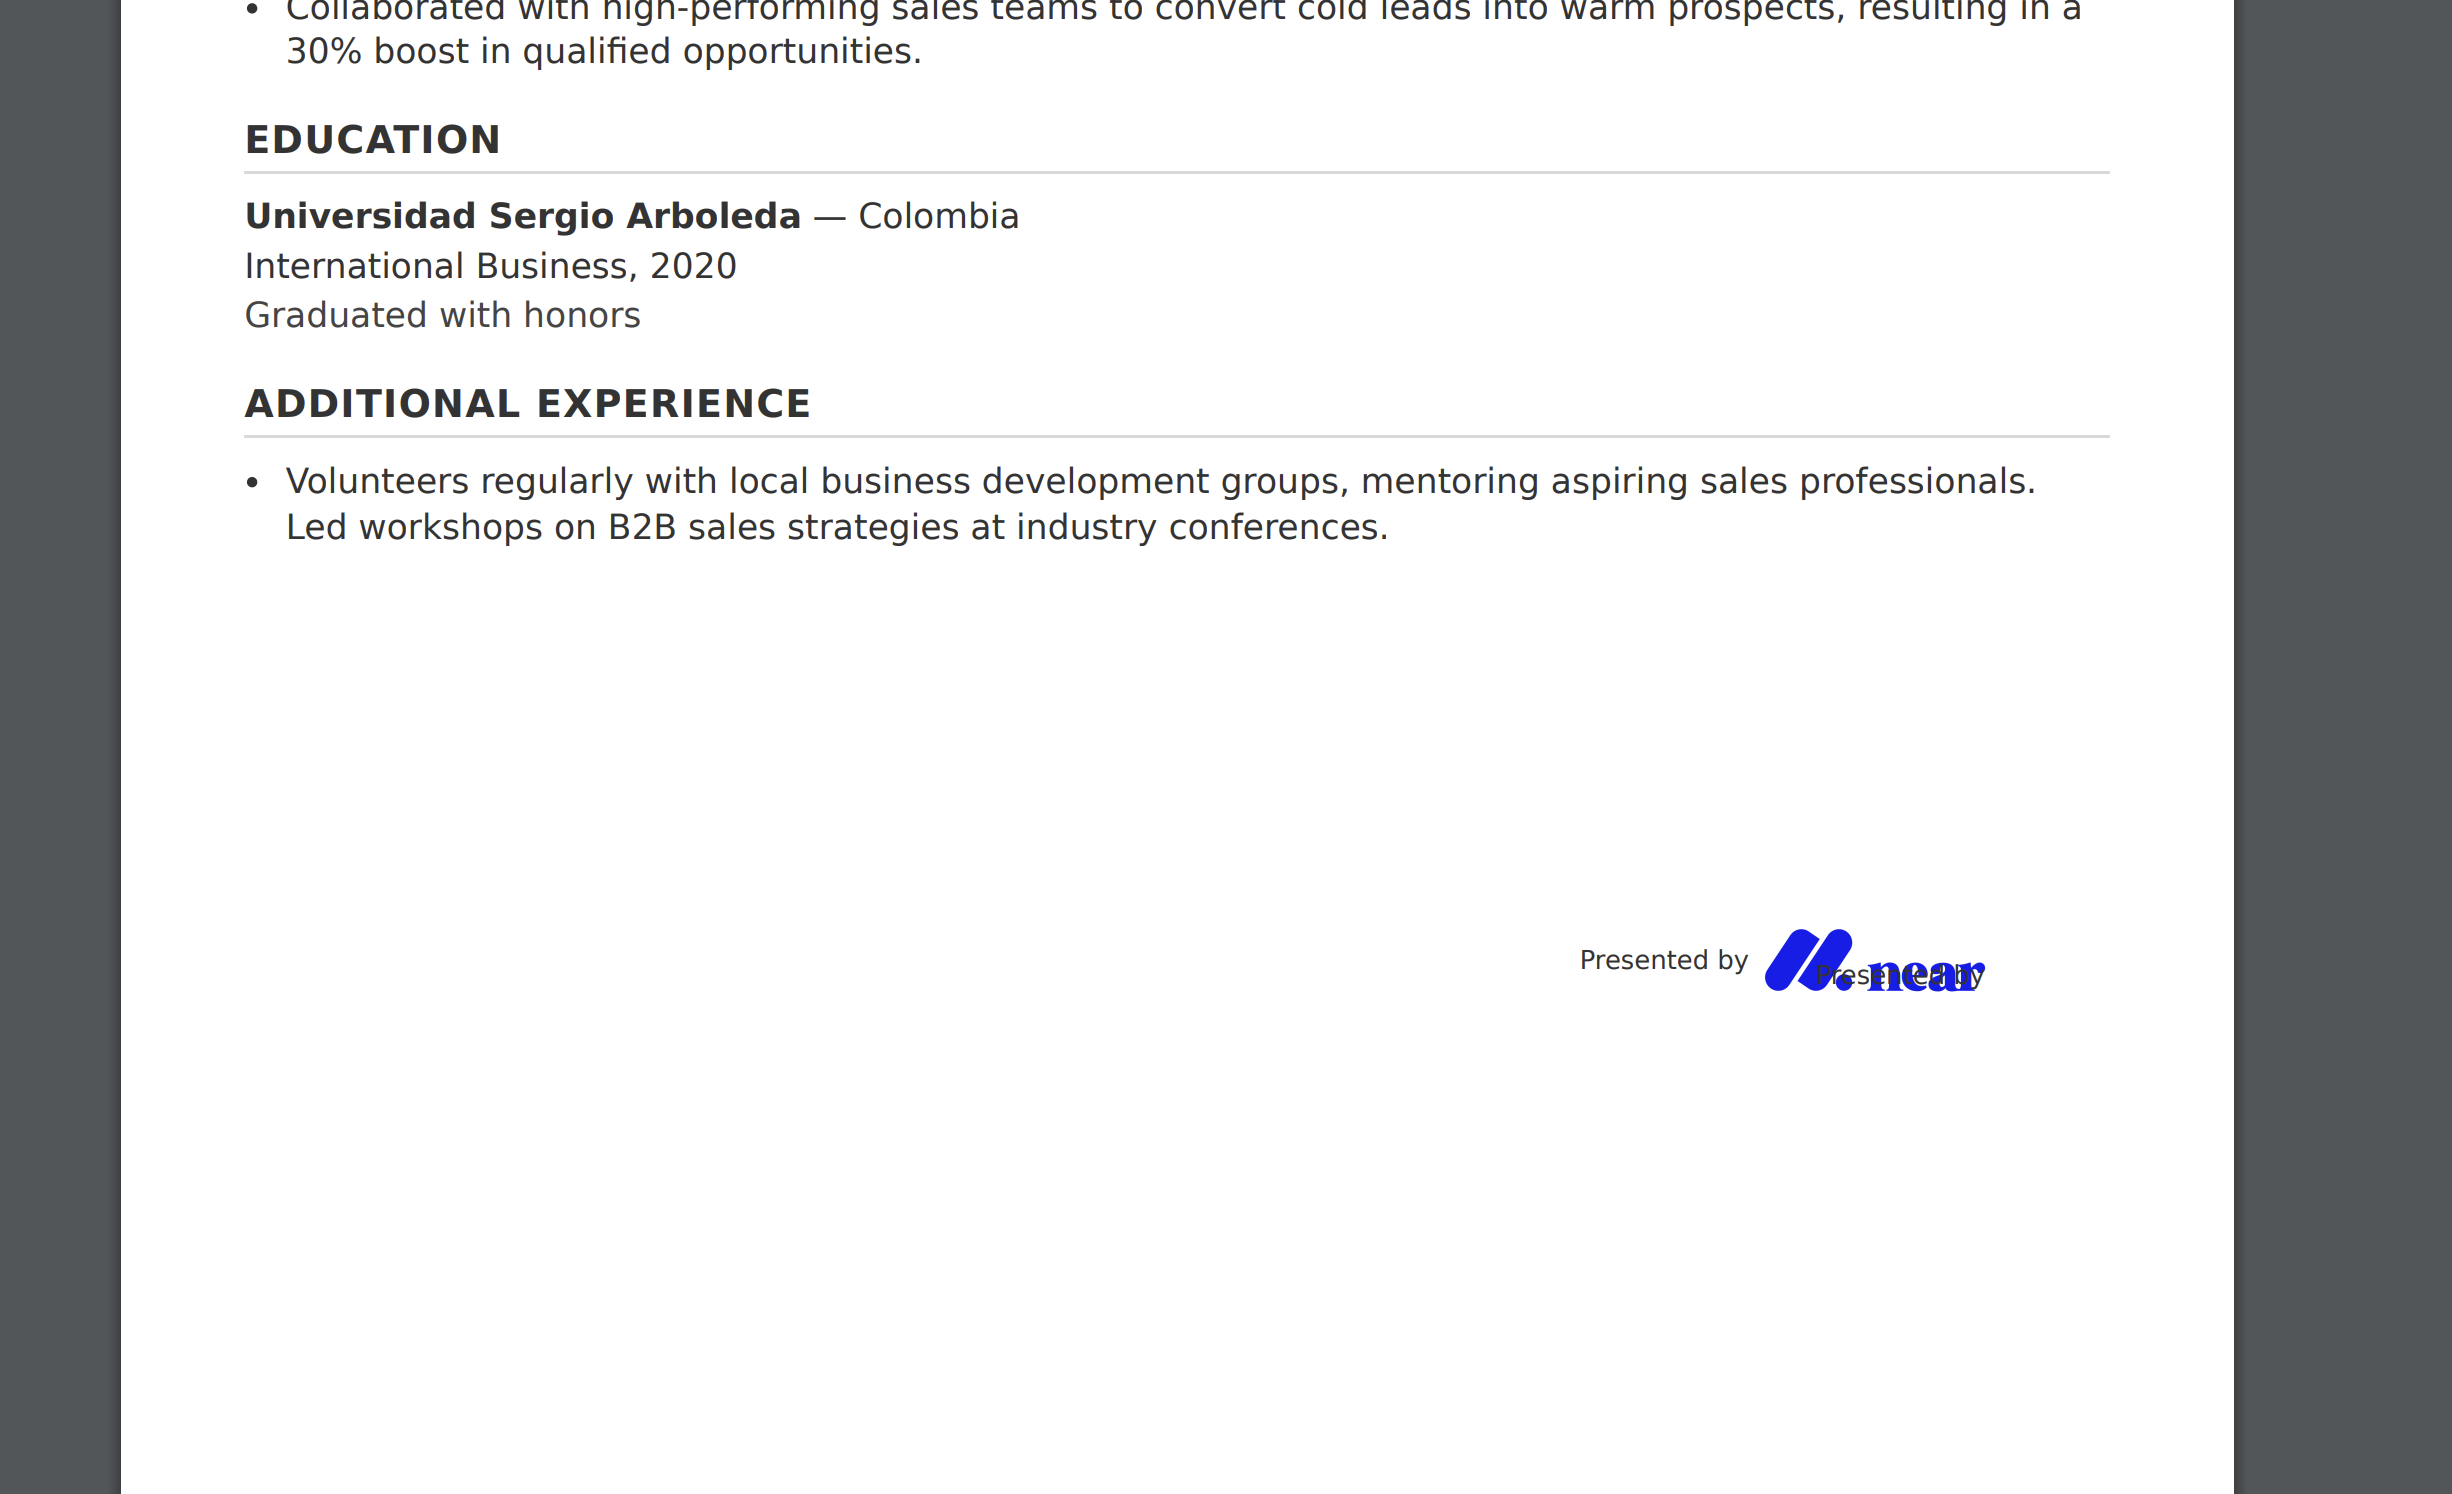 • Collaborated with high-performing sales teams to convert cold leads into warm prospects, resulting in a
30% boost in qualified opportunities.
EDUCATION
Universidad Sergio Arboleda — Colombia
International Business, 2020
Graduated with honors
ADDITIONAL EXPERIENCE
• Volunteers regularly with local business development groups, mentoring aspiring sales professionals.
Led workshops on B2B sales strategies at industry conferences.
Presented by near
Presented by